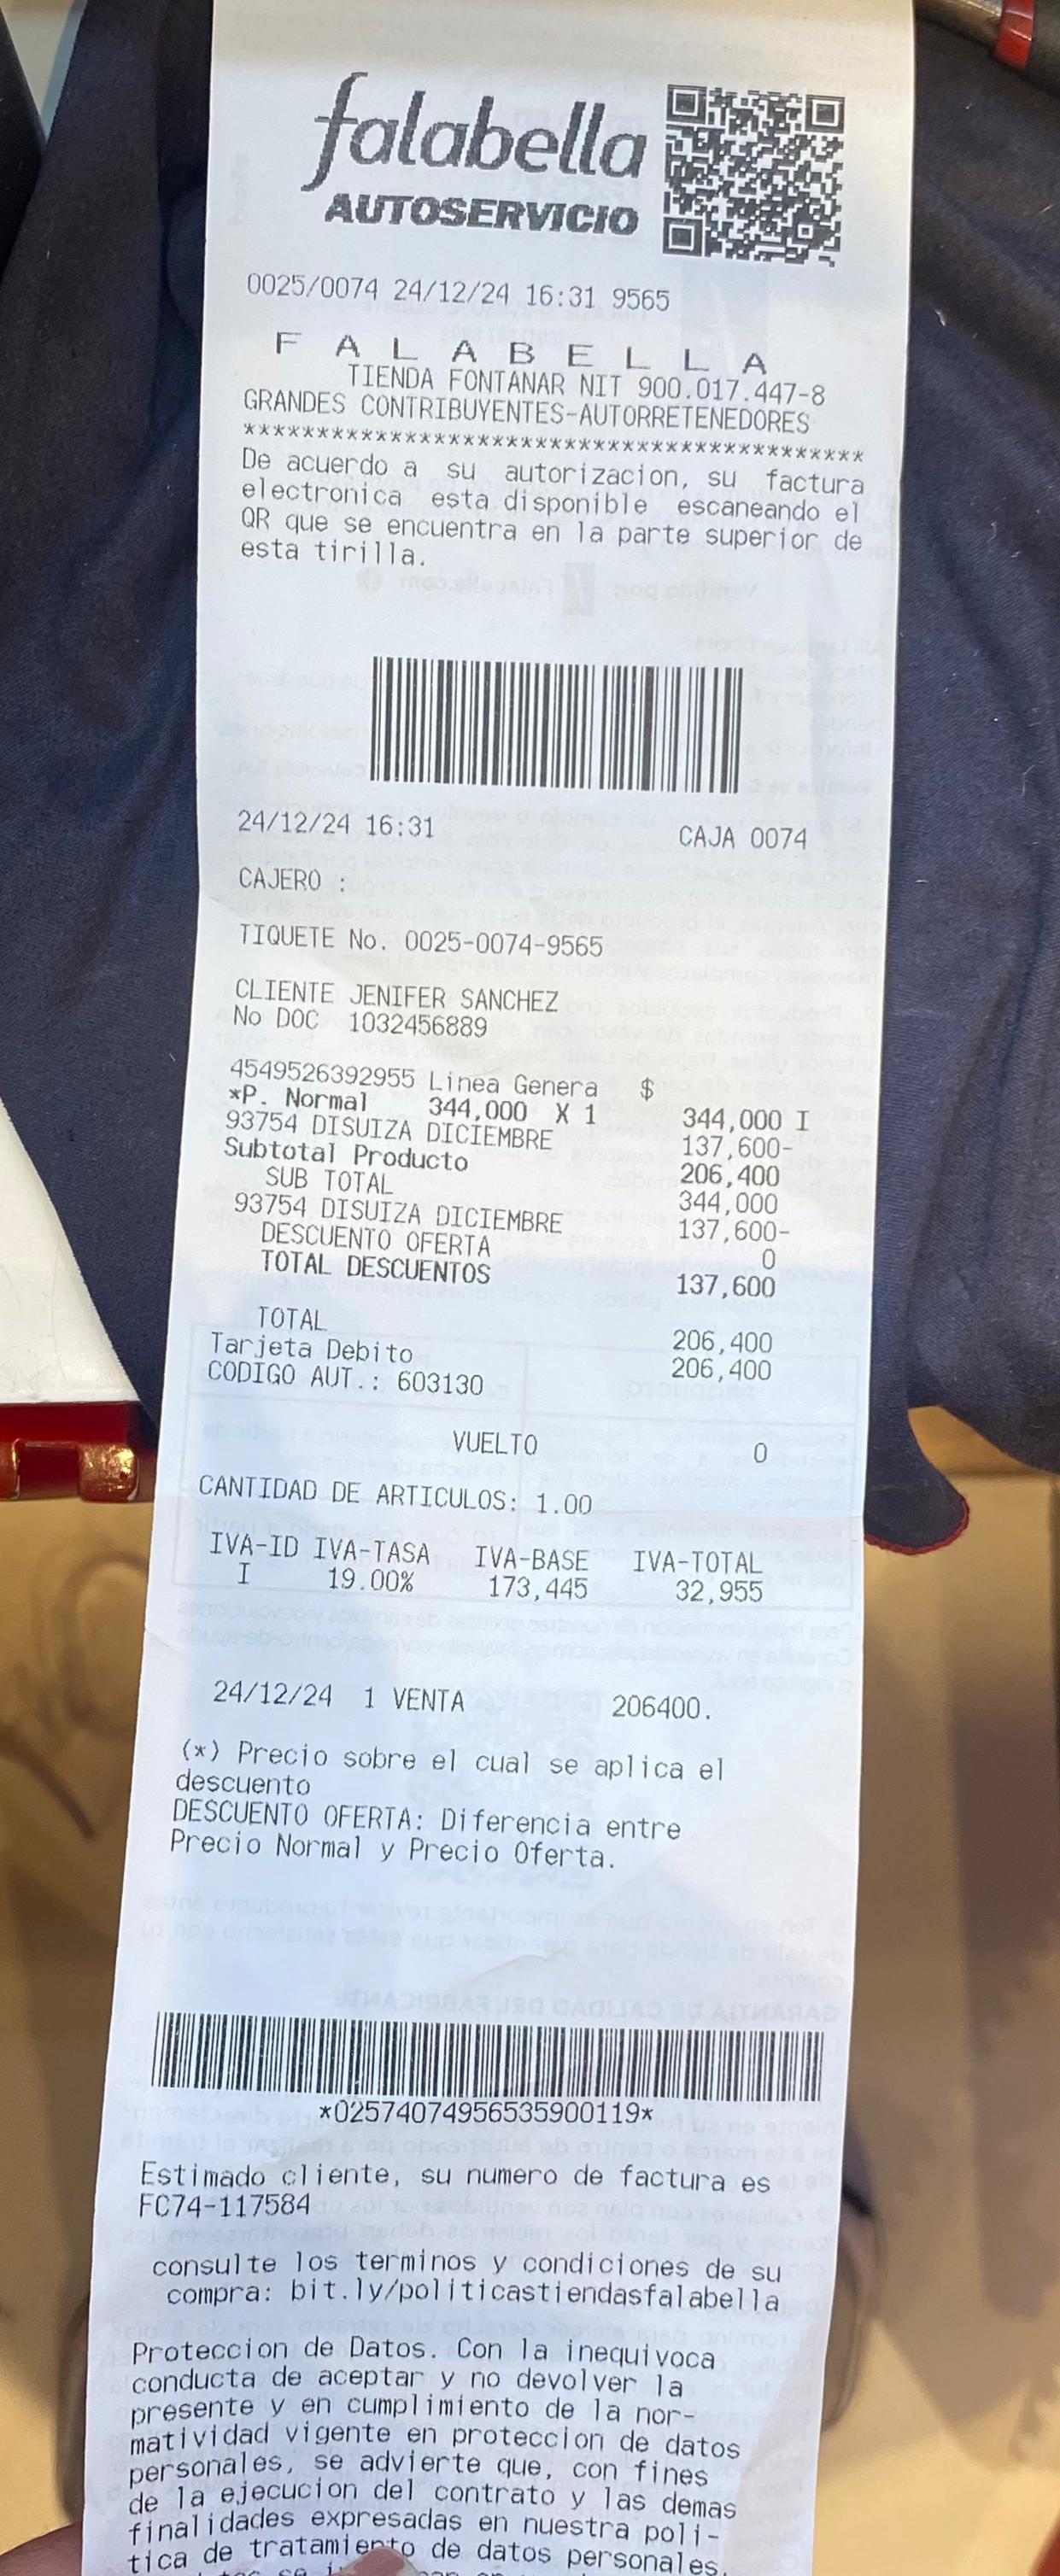 falabella
AUTOSERVICIO
0025/0074 24/12/24 16:31 9565
F A L A B E L L A
TIENDA FONTANAR NIT 900.017.447-8
GRANDES CONTRIBUYENTES-AUTORRETENEDORES
*******************************************
De acuerdo a su autorizacion, su factura
electronica esta disponible escaneando el
QR que se encuentra en la parte superior de
esta tirilla.
24/12/24 16:31 CAJA 0074
CAJERO :
TIQUETE No. 0025-0074-9565
CLIENTE JENIFER SANCHEZ
No DOC 1032456889
4549526392955 Linea Genera $
*P. Normal 344,000 X 1 344,000 I
93754 DISUIZA DICIEMBRE 137,600-
Subtotal Producto 206,400
SUB TOTAL 344,000
93754 DISUIZA DICIEMBRE 137,600-
DESCUENTO OFERTA 0
TOTAL DESCUENTOS 137,600
TOTAL 206,400
Tarjeta Debito 206,400
CODIGO AUT.: 603130
VUELTO 0
CANTIDAD DE ARTICULOS: 1.00
IVA-ID IVA-TASA IVA-BASE IVA-TOTAL
I 19.00% 173,445 32,955
24/12/24 1 VENTA 206400.
(*) Precio sobre el cual se aplica el
descuento
DESCUENTO OFERTA: Diferencia entre
Precio Normal y Precio Oferta.
*02574074956535900119*
Estimado cliente, su numero de factura es
FC74-117584
consulte los terminos y condiciones de su
compra: bit.ly/politicastiendasfalabella
Proteccion de Datos. Con la inequivoca
conducta de aceptar y no devolver la
presente y en cumplimiento de la nor-
matividad vigente en proteccion de datos
personales, se advierte que, con fines
de la ejecucion del contrato y las demas
finalidades expresadas en nuestra poli-
tica de tratamiento de datos personales,